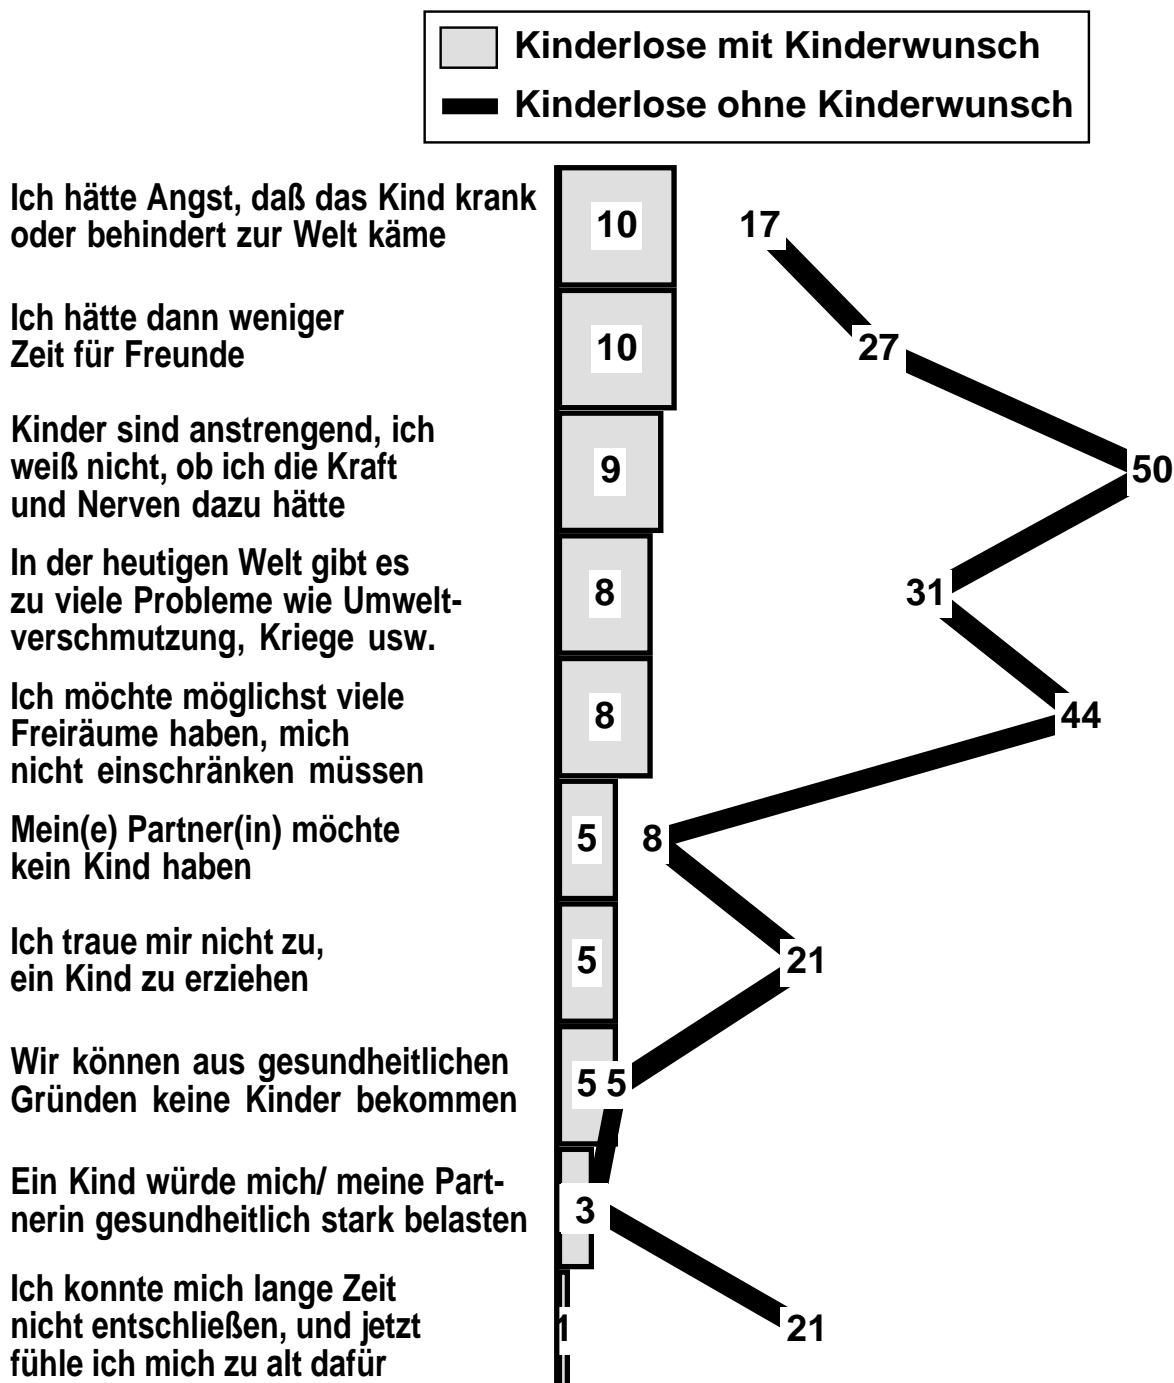 Kinderlose mit Kinderwunsch
Kinderlose ohne Kinderwunsch
Ich hätte Angst, daß das Kind krank
oder behindert zur Welt käme
10
17
Ich hätte dann weniger
Zeit für Freunde
10
27
Kinder sind anstrengend, ich
weiß nicht, ob ich die Kraft
und Nerven dazu hätte
9
50
In der heutigen Welt gibt es
zu viele Probleme wie Umwelt-
verschmutzung, Kriege usw.
8
31
Ich möchte möglichst viele
Freiräume haben, mich
nicht einschränken müssen
8
44
Mein(e) Partner(in) möchte
kein Kind haben
5
8
Ich traue mir nicht zu,
ein Kind zu erziehen
5
21
Wir können aus gesundheitlichen
Gründen keine Kinder bekommen
5
5
Ein Kind würde mich/ meine Part-
nerin gesundheitlich stark belasten
3
Ich konnte mich lange Zeit
nicht entschließen, und jetzt
fühle ich mich zu alt dafür
1
21